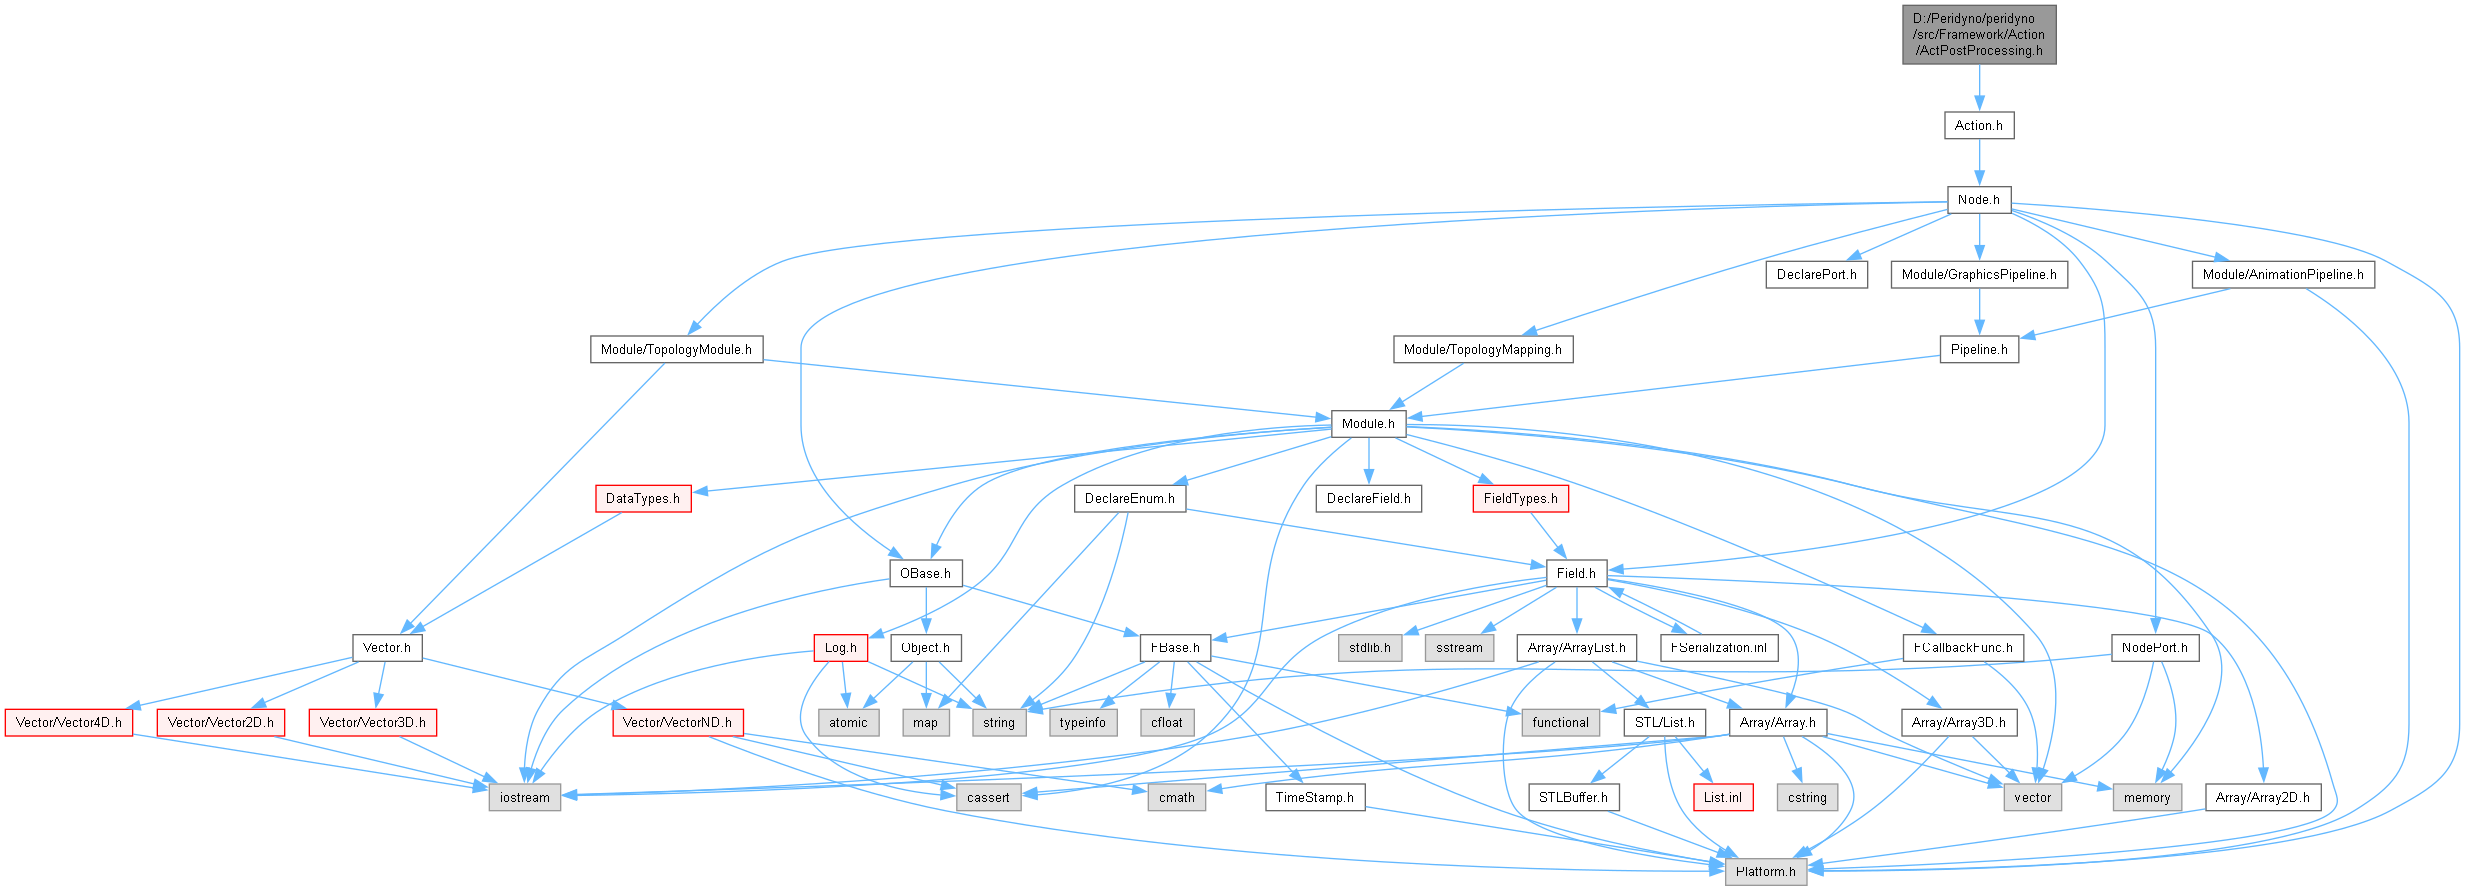 D:/Peridyno/peridyno
/src/Framework/Action
/ActPostProcessing.h
Action.h
Node.h
DeclarePort.h
Module/GraphicsPipeline.h
Module/AnimationPipeline.h
Module/TopologyModule.h
Module/TopologyMapping.h
Pipeline.h
Module.h
DataTypes.h
DeclareEnum.h
DeclareField.h
FieldTypes.h
OBase.h
Field.h
Vector.h
Log.h
Object.h
FBase.h
stdlib.h
sstream
Array/ArrayList.h
FSerialization.inl
FCallbackFunc.h
NodePort.h
Vector/Vector4D.h
Vector/Vector2D.h
Vector/Vector3D.h
Vector/VectorND.h
atomic
map
string
typeinfo
cfloat
functional
STL/List.h
Array/Array.h
Array/Array3D.h
iostream
cassert
cmath
TimeStamp.h
STLBuffer.h
List.inl
cstring
vector
memory
Array/Array2D.h
Platform.h